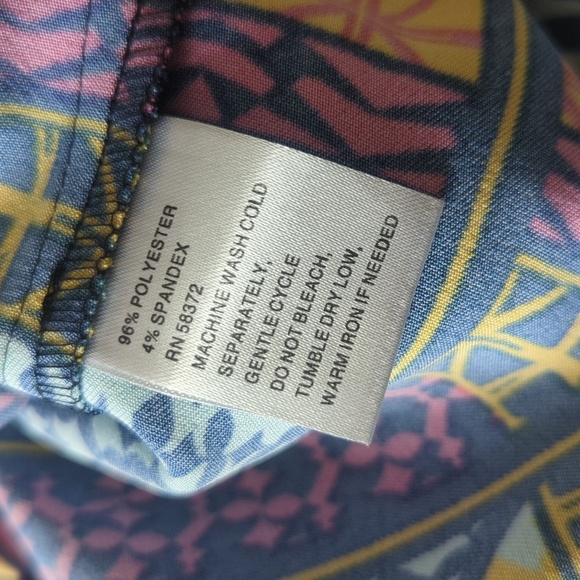 96% POLYESTER
4% SPANDEX
RN 58372
MACHINE WASH COLD
SEPARATELY,
GENTLE CYCLE
DO NOT BLEACH,
TUMBLE DRY LOW,
WARM IRON IF NEEDED